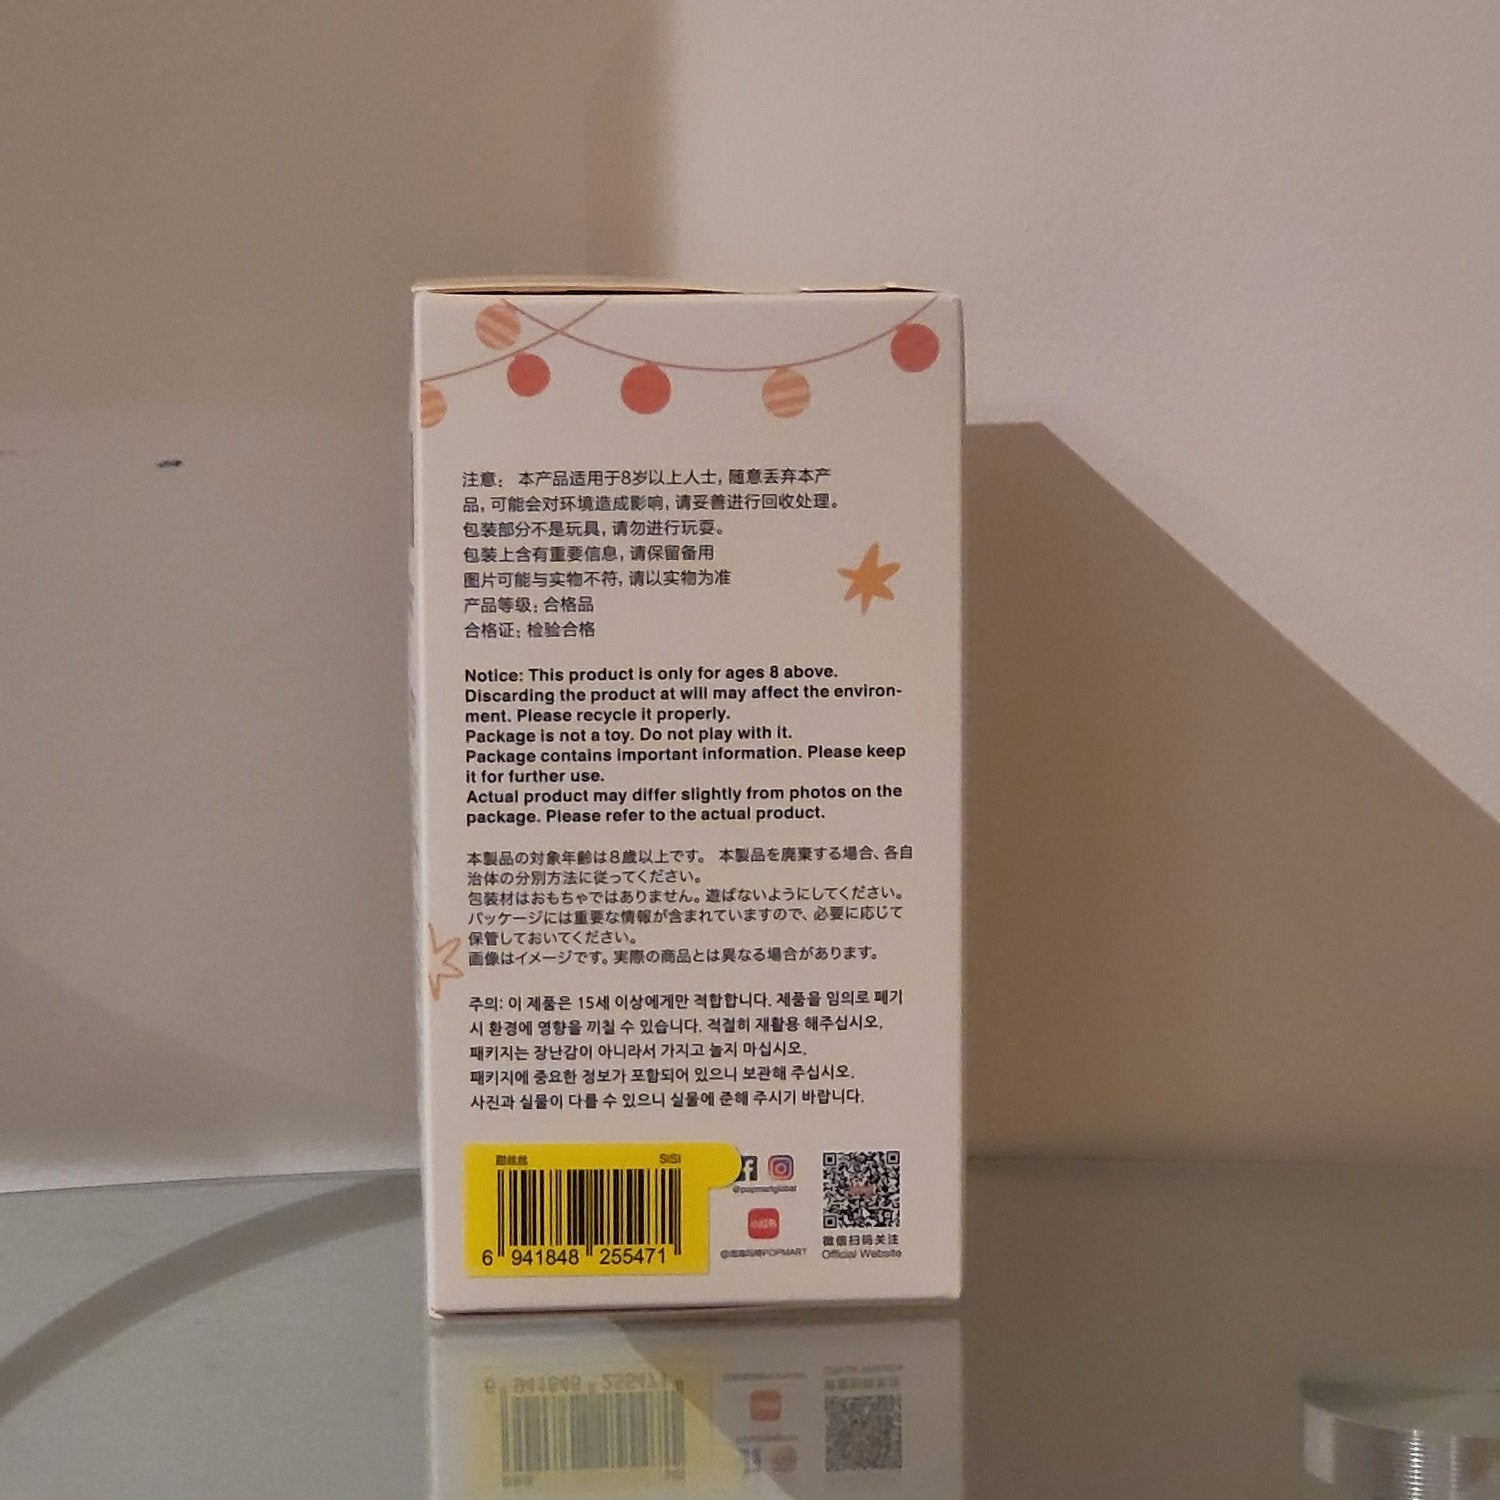 注意： 本产品适用于8岁以上人士, 随意丢弃本产
品, 可能会对环境造成影响, 请妥善进行回收处理。
包装部分不是玩具, 请勿进行玩耍。
包装上含有重要信息, 请保留备用
图片可能与实物不符, 请以实物为准
产品等级: 合格品
合格证: 检验合格
Notice: This product is only for ages 8 above.
Discarding the product at will may affect the environ-
ment. Please recycle it properly.
Package is not a toy. Do not play with it.
Package contains important information. Please keep
it for further use.
Actual product may differ slightly from photos on the
package. Please refer to the actual product.
本製品の対象年齢は8歳以上です。 本製品を廃棄する場合、各自
治体の分別方法に従ってください。
包装材はおもちゃではありません。遊ばないようにしてください。
パッケージには重要な情報が含まれていますので、必要に応じて
保管しておいてください。
画像はイメージです。実際の商品とは異なる場合があります。
주의: 이 제품은 15세 이상에게만 적합합니다. 제품을 임의로 폐기
시 환경에 영향을 끼칠 수 있습니다. 적절히 재활용 해주십시오.
패키지는 장난감이 아니라서 가지고 놀지 마십시오.
패키지에 중요한 정보가 포함되어 있으니 보관해 주십시오.
사진과 실물이 다를 수 있으니 실물에 준해 주시기 바랍니다.
甜丝丝 SISI
6 941848 255471
@popmartglobal
小红书
@泡泡玛特POPMART
微信扫码关注
Official Website